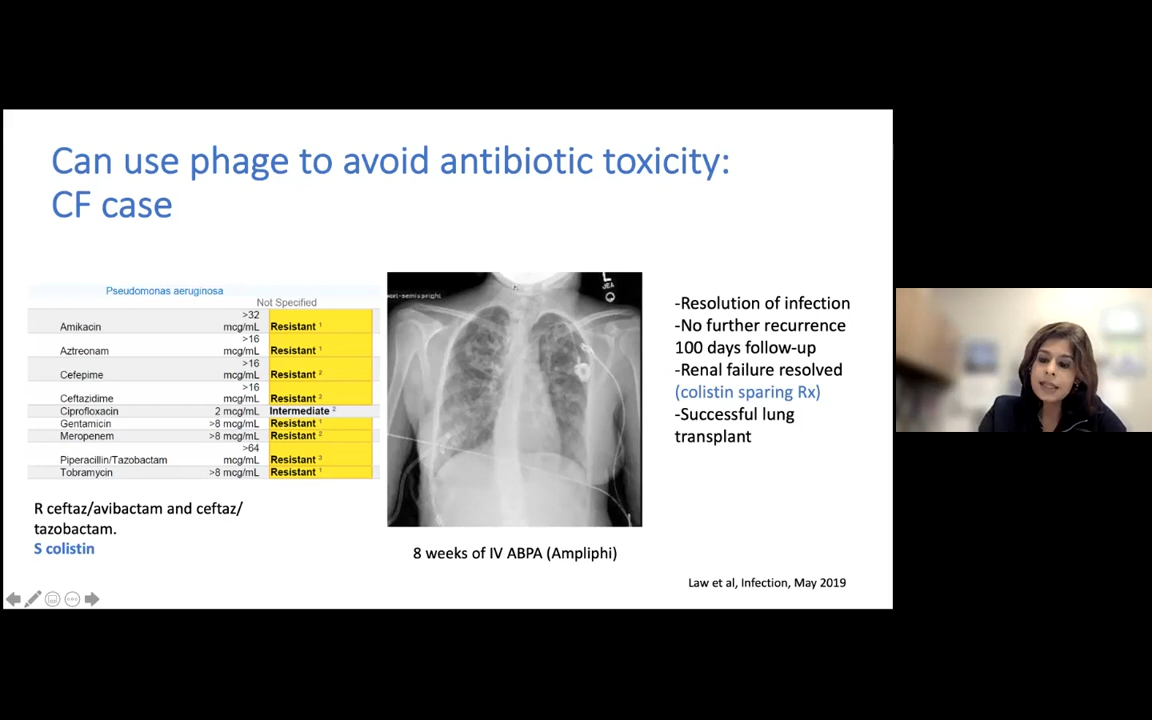 Can use phage to avoid antibiotic toxicity:
CF case
Pseudomonas aeruginosa
Not Specified
>32
Amikacin mcg/mL Resistant 1
>16
Aztreonam mcg/mL Resistant 1
>16
Cefepime mcg/mL Resistant 2
>16
Ceftazidime mcg/mL Resistant 2
Ciprofloxacin 2 mcg/mL Intermediate 2
Gentamicin >8 mcg/mL Resistant 1
Meropenem >8 mcg/mL Resistant 2
>64
Piperacillin/Tazobactam mcg/mL Resistant 3
Tobramycin >8 mcg/mL Resistant 1
R ceftaz/avibactam and ceftaz/
tazobactam.
S colistin
L
JEA
8 weeks of IV ABPA (Ampliphi)
-Resolution of infection
-No further recurrence
100 days follow-up
-Renal failure resolved
(colistin sparing Rx)
-Successful lung
transplant
Law et al, Infection, May 2019